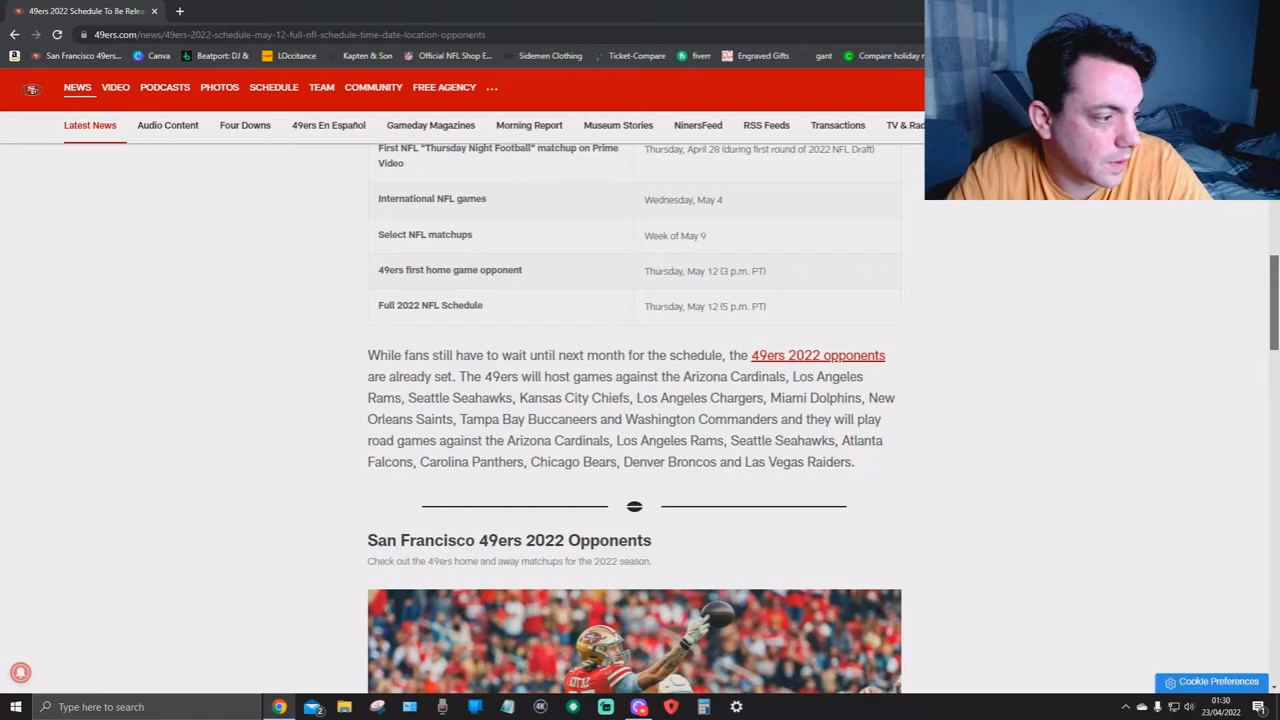 49ers 2022 Schedule To Be Relea
49ers.com/news/49ers-2022-schedule-may-12-full-nfl-schedule-time-date-location-opponents
San Francisco 49ers... Canva Beatport: DJ & LOccitance Kapten & Son Official NFL Shop E... Sidemen Clothing Ticket-Compare fiverr Engraved Gifts gant Compare holiday
NEWS VIDEO PODCASTS PHOTOS SCHEDULE TEAM COMMUNITY FREE AGENCY ...
Latest News Audio Content Four Downs 49ers En Español Gameday Magazines Morning Report Museum Stories NinersFeed RSS Feeds Transactions TV & Rad
First NFL "Thursday Night Football" matchup on Prime Video Thursday, April 28 (during first round of 2022 NFL Draft)
International NFL games Wednesday, May 4
Select NFL matchups Week of May 9
49ers first home game opponent Thursday, May 12 (3 p.m. PT)
Full 2022 NFL Schedule Thursday, May 12 (5 p.m. PT)
While fans still have to wait until next month for the schedule, the 49ers 2022 opponents
are already set. The 49ers will host games against the Arizona Cardinals, Los Angeles
Rams, Seattle Seahawks, Kansas City Chiefs, Los Angeles Chargers, Miami Dolphins, New
Orleans Saints, Tampa Bay Buccaneers and Washington Commanders and they will play
road games against the Arizona Cardinals, Los Angeles Rams, Seattle Seahawks, Atlanta
Falcons, Carolina Panthers, Chicago Bears, Denver Broncos and Las Vegas Raiders.
San Francisco 49ers 2022 Opponents
Check out the 49ers home and away matchups for the 2022 season.
Cookie Preferences
Type here to search
01:30
23/04/2022